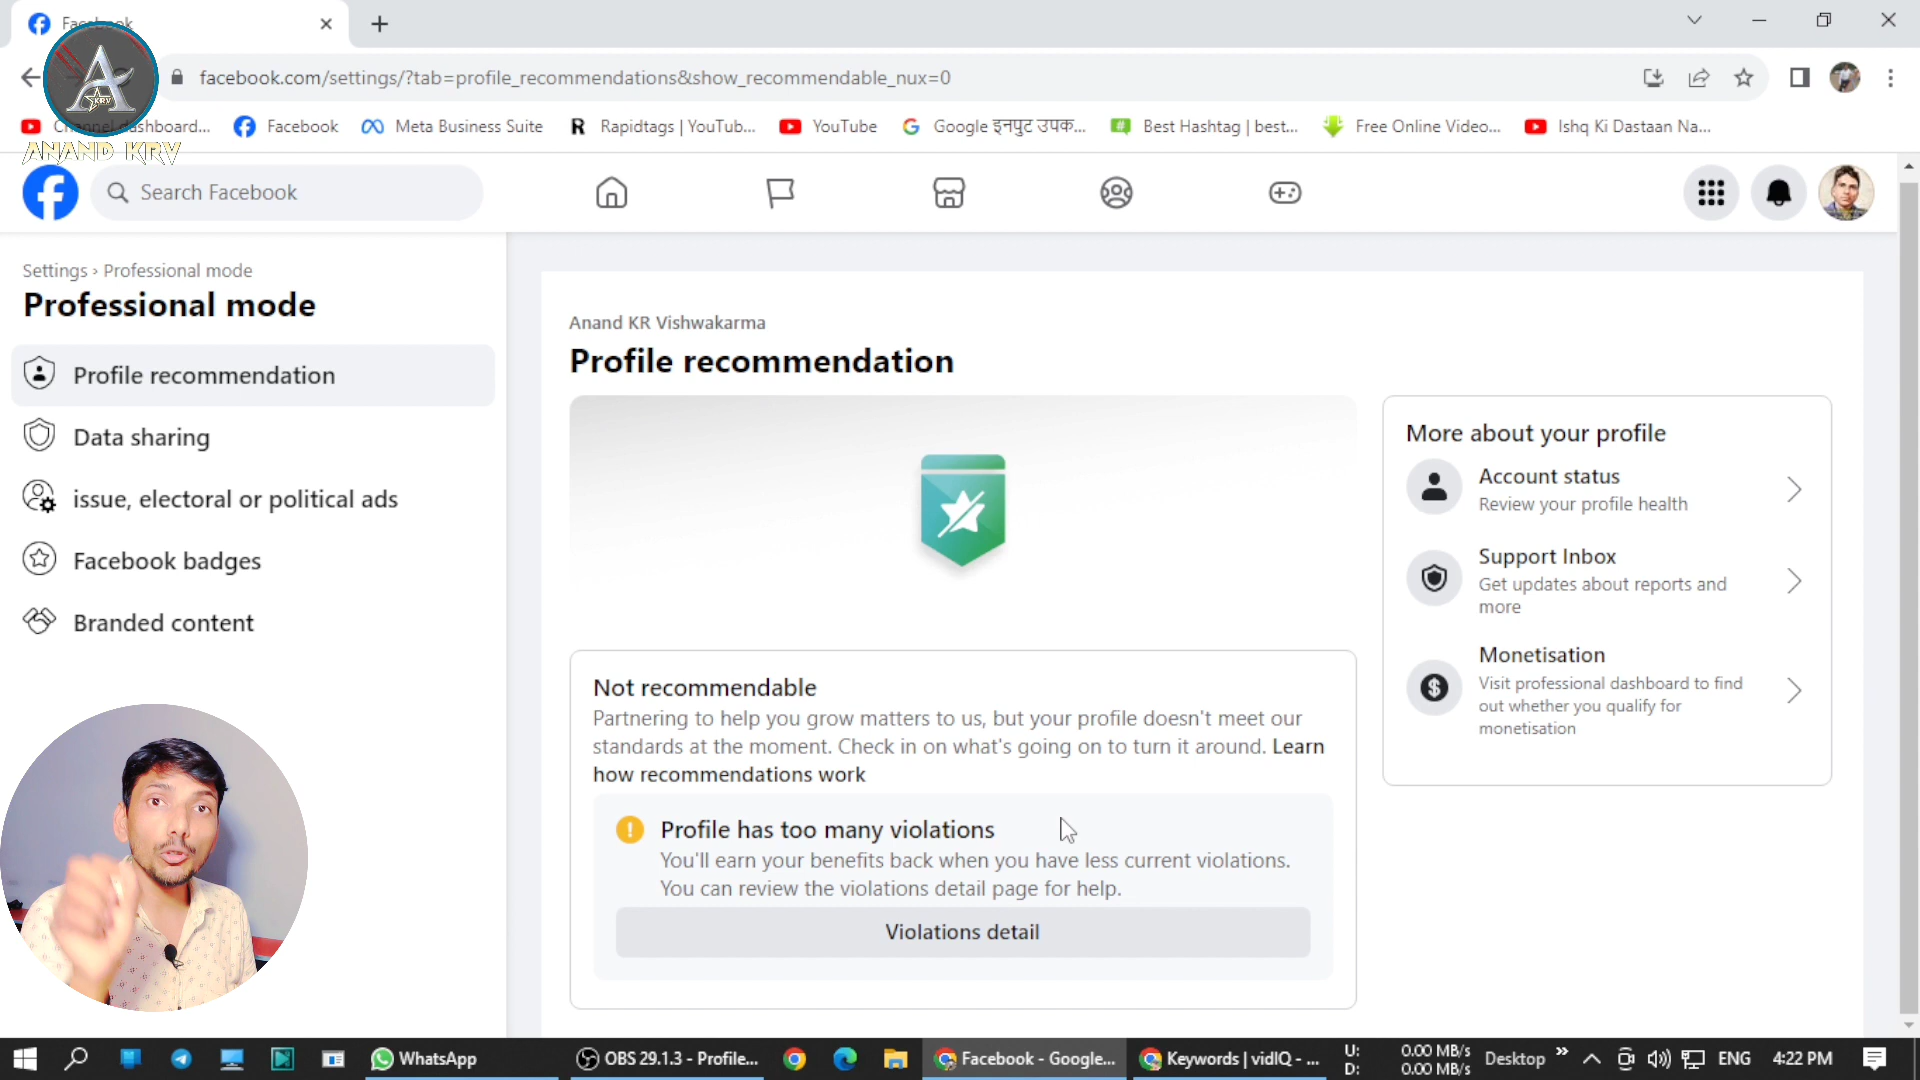 Facebook
facebook.com/settings/?tab=profile_recommendations&show_recommendable_nux=0
Channel dashboard...
Facebook
Meta Business Suite
Rapidtags | YouTub...
YouTube
Google इनपुट उपक...
Best Hashtag | best...
Free Online Video...
Ishq Ki Dastaan Na...
KRV
ANAND KRV
Search Facebook
Settings › Professional mode
Professional mode
Profile recommendation
Data sharing
issue, electoral or political ads
Facebook badges
Branded content
Anand KR Vishwakarma
Profile recommendation
Not recommendable
Partnering to help you grow matters to us, but your profile doesn't meet our
standards at the moment. Check in on what's going on to turn it around. Learn
how recommendations work
Profile has too many violations
You'll earn your benefits back when you have less current violations.
You can review the violations detail page for help.
Violations detail
More about your profile
Account status
Review your profile health
Support Inbox
Get updates about reports and
more
Monetisation
Visit professional dashboard to find
out whether you qualify for
monetisation
WhatsApp
OBS 29.1.3 - Profile...
Facebook - Google...
Keywords | vidIQ - ...
U: 0.00 MB/s
D: 0.00 MB/s
Desktop
ENG
4:22 PM